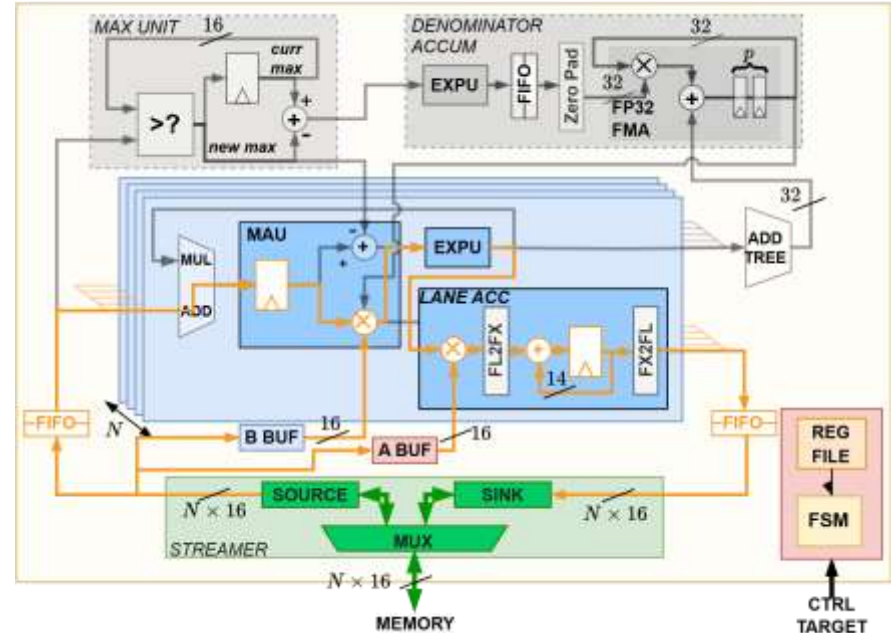 MAX UNIT
16
curr
max
>?
new max
+
+
-
DENOMINATOR
ACCUM
EXPU
FIFO
Zero Pad
32
32
FP32
FMA
×
+
p
MUL
ADD
MAU
-
+
+
×
EXPU
LANE ACC
×
FL2FX
+
14
FX2FL
ADD
TREE
32
FIFO
N
B BUF
16
A BUF
16
FIFO
N × 16
SOURCE
SINK
N × 16
MUX
STREAMER
N × 16
MEMORY
REG
FILE
FSM
CTRL
TARGET